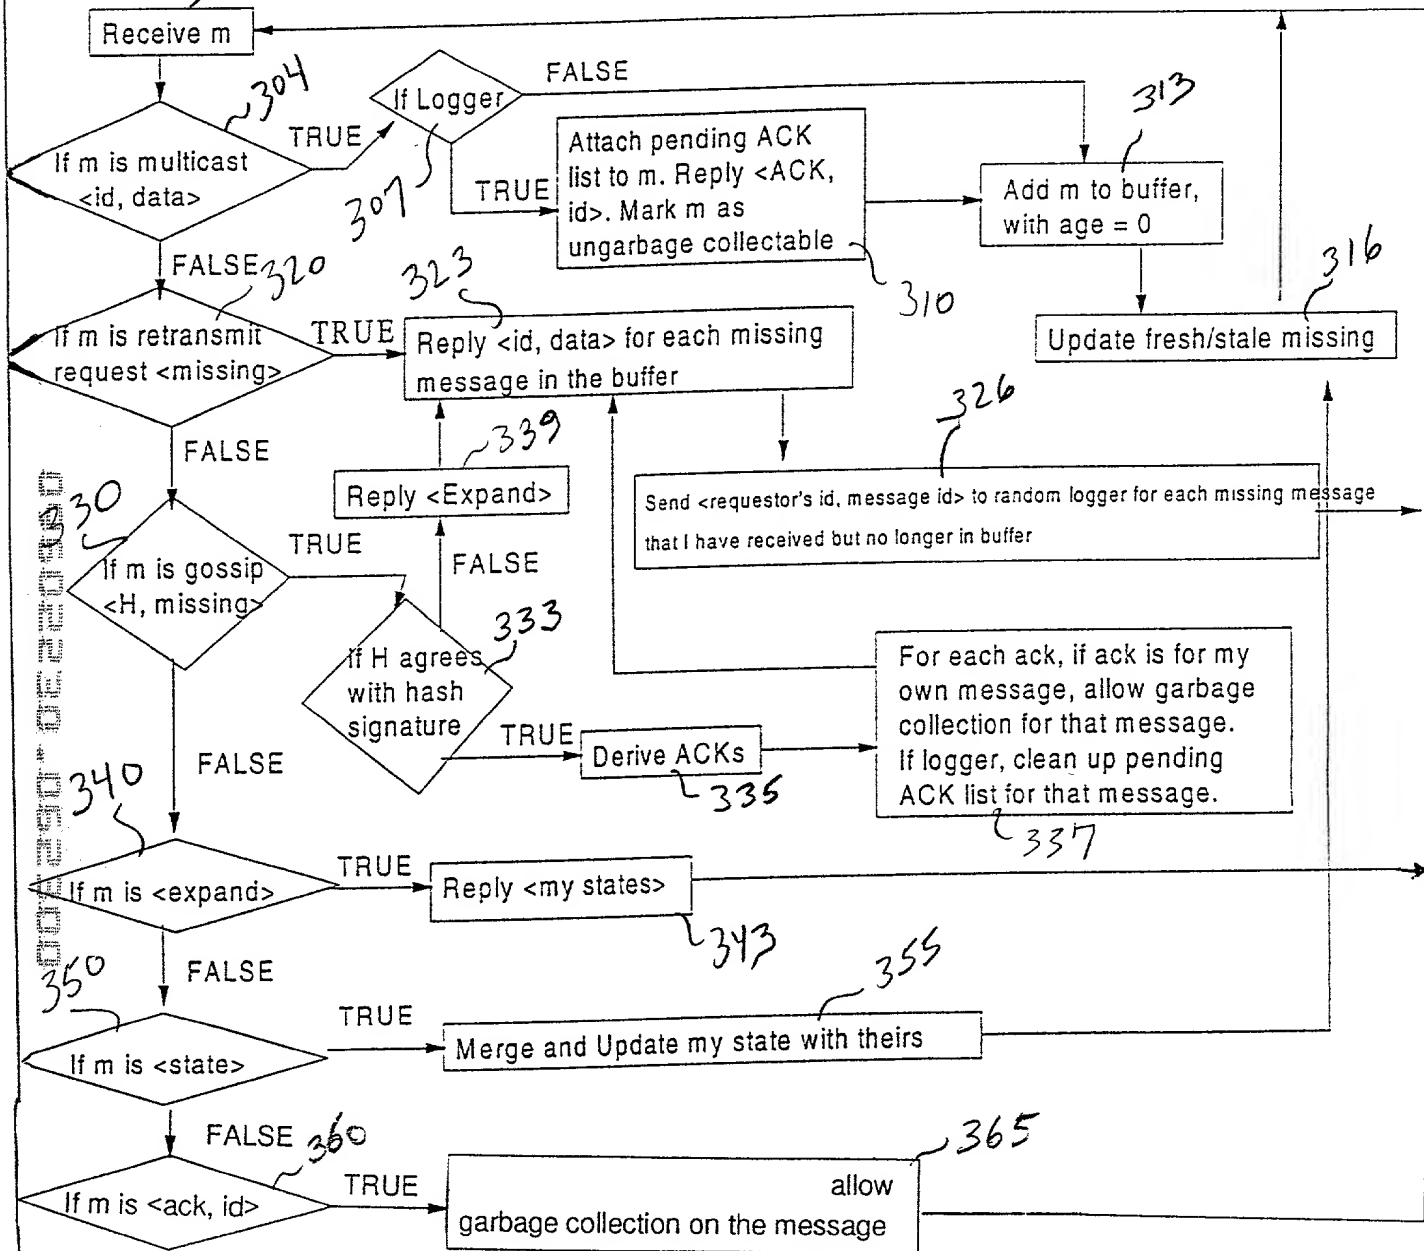 Receive m
304
If Logger
FALSE
313
If m is multicast
<id, data>
TRUE
307
TRUE
Attach pending ACK
list to m. Reply <ACK,
id>. Mark m as
ungarbage collectable
310
Add m to buffer,
with age = 0
316
FALSE
320
323
If m is retransmit
request <missing>
TRUE
Reply <id, data> for each missing
message in the buffer
Update fresh/stale missing
326
FALSE
339
Reply <Expand>
Send <requestor's id, message id> to random logger for each missing message
that I have received but no longer in buffer
330
TRUE
FALSE
If m is gossip
<H, missing>
333
If H agrees
with hash
signature
TRUE
Derive ACKs
335
For each ack, if ack is for my
own message, allow garbage
collection for that message.
If logger, clean up pending
ACK list for that message.
337
FALSE
340
If m is <expand>
TRUE
Reply <my states>
343
FALSE
350
355
If m is <state>
TRUE
Merge and Update my state with theirs
FALSE
360
365
If m is <ack, id>
TRUE
allow
garbage collection on the message